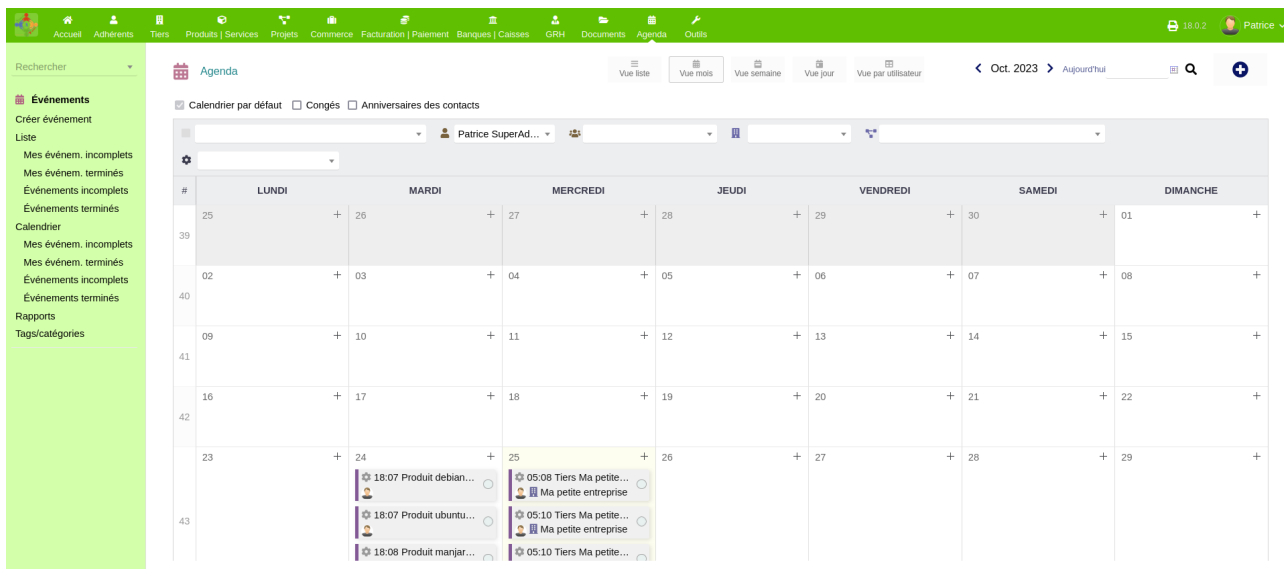 Accueil Adhérents Tiers Produits | Services Projets Commerce Facturation | Paiement Banques | Caisses GRH Documents Agenda Outils 18.0.2 Patrice
Rechercher
Événements
Créer événement
Liste
Mes événem. incomplets
Mes événem. terminés
Événements incomplets
Événements terminés
Calendrier
Mes événem. incomplets
Mes événem. terminés
Événements incomplets
Événements terminés
Rapports
Tags/catégories
Agenda
Vue liste Vue mois Vue semaine Vue jour Vue par utilisateur
Oct. 2023 Aujourd'hui
Calendrier par défaut Congés Anniversaires des contacts
Patrice SuperAd...
# LUNDI MARDI MERCREDI JEUDI VENDREDI SAMEDI DIMANCHE
25 + 26 + 27 + 28 + 29 + 30 + 01 +
39
02 + 03 + 04 + 05 + 06 + 07 + 08 +
40
09 + 10 + 11 + 12 + 13 + 14 + 15 +
41
16 + 17 + 18 + 19 + 20 + 21 + 22 +
42
23 + 24 + 25 + 26 + 27 + 28 + 29 +
18:07 Produit debian... 05:08 Tiers Ma petite...
Ma petite entreprise
43
18:07 Produit ubuntu... 05:10 Tiers Ma petite...
Ma petite entreprise
18:08 Produit manjar... 05:10 Tiers Ma petite...